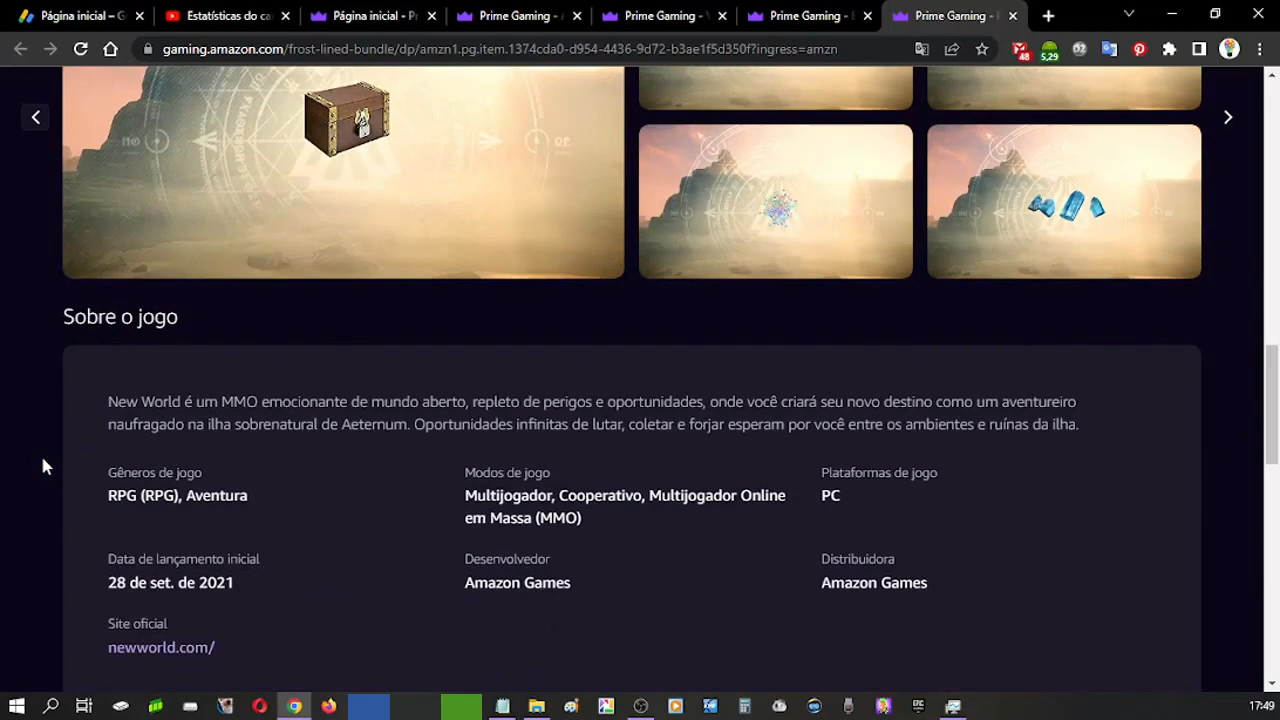 Página inicial – G
Estatísticas do ca
Página inicial - Pr
Prime Gaming - A
Prime Gaming - V
Prime Gaming -
Prime Gaming -
gaming.amazon.com/frost-lined-bundle/dp/amzn1.pg.item.1374cda0-d954-4436-9d72-b3ae1f5d350f?ingress=amzn
48
5,29
Sobre o jogo
New World é um MMO emocionante de mundo aberto, repleto de perigos e oportunidades, onde você criará seu novo destino como um aventureiro
naufragado na ilha sobrenatural de Aeternum. Oportunidades infinitas de lutar, coletar e forjar esperam por você entre os ambientes e ruínas da ilha.
Gêneros de jogo
RPG (RPG), Aventura
Modos de jogo
Multijogador, Cooperativo, Multijogador Online
em Massa (MMO)
Plataformas de jogo
PC
Data de lançamento inicial
28 de set. de 2021
Desenvolvedor
Amazon Games
Distribuidora
Amazon Games
Site oficial
newworld.com/
17:49